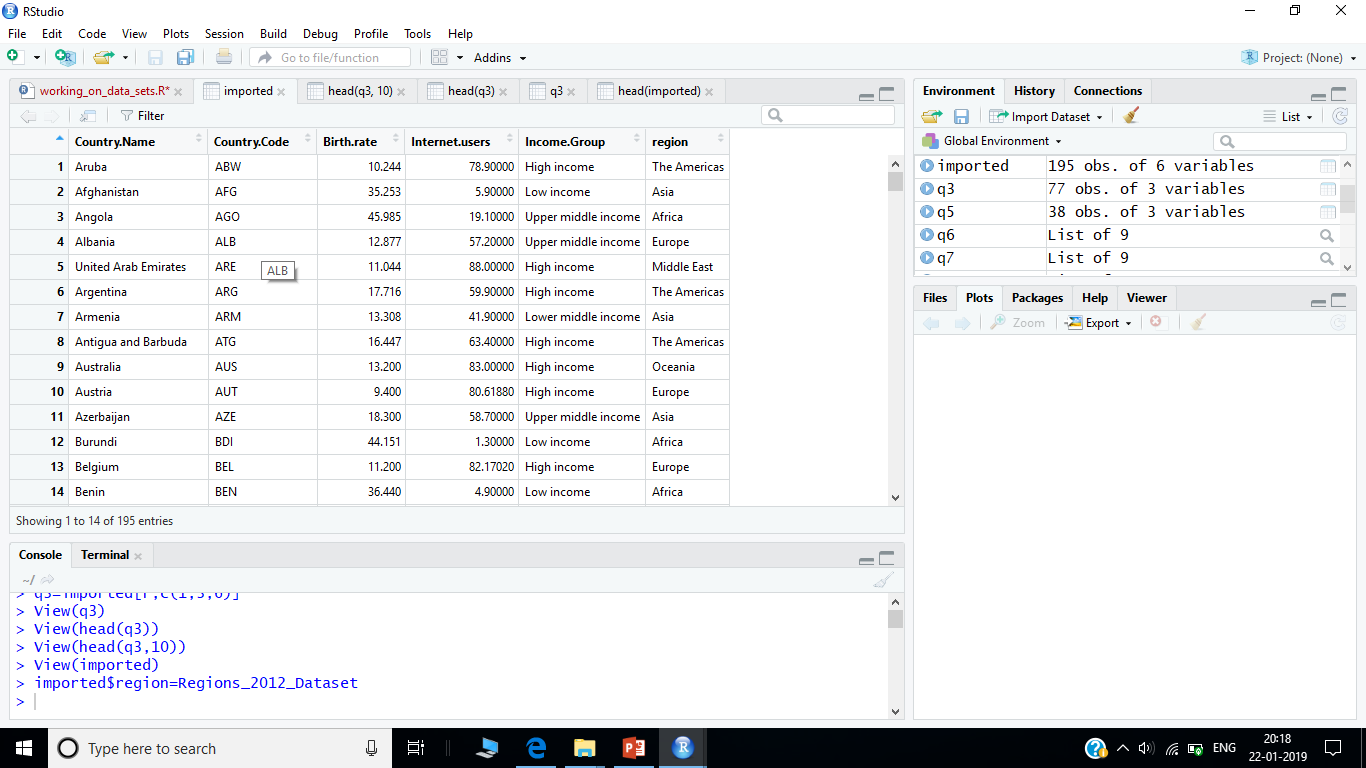 RStudio
File Edit Code View Plots Session Build Debug Profile Tools Help
Go to file/function Addins Project: (None)
working_on_data_sets.R* imported head(q3, 10) head(q3) q3 head(imported)
Filter
Country.Name Country.Code Birth.rate Internet.users Income.Group region
1 Aruba ABW 10.244 78.90000 High income The Americas
2 Afghanistan AFG 35.253 5.90000 Low income Asia
3 Angola AGO 45.985 19.10000 Upper middle income Africa
4 Albania ALB 12.877 57.20000 Upper middle income Europe
5 United Arab Emirates ARE 11.044 88.00000 High income Middle East
ALB
6 Argentina ARG 17.716 59.90000 High income The Americas
7 Armenia ARM 13.308 41.90000 Lower middle income Asia
8 Antigua and Barbuda ATG 16.447 63.40000 High income The Americas
9 Australia AUS 13.200 83.00000 High income Oceania
10 Austria AUT 9.400 80.61880 High income Europe
11 Azerbaijan AZE 18.300 58.70000 Upper middle income Asia
12 Burundi BDI 44.151 1.30000 Low income Africa
13 Belgium BEL 11.200 82.17020 High income Europe
14 Benin BEN 36.440 4.90000 Low income Africa
Showing 1 to 14 of 195 entries
Console Terminal
~/
> q3=imported[r,c(1,3,6)]
> View(q3)
> View(head(q3))
> View(head(q3,10))
> View(imported)
> imported$region=Regions_2012_Dataset
>
Environment History Connections
Import Dataset List
Global Environment
imported 195 obs. of 6 variables
q3 77 obs. of 3 variables
q5 38 obs. of 3 variables
q6 List of 9
q7 List of 9
Files Plots Packages Help Viewer
Zoom Export
Type here to search
ENG
20:18
22-01-2019